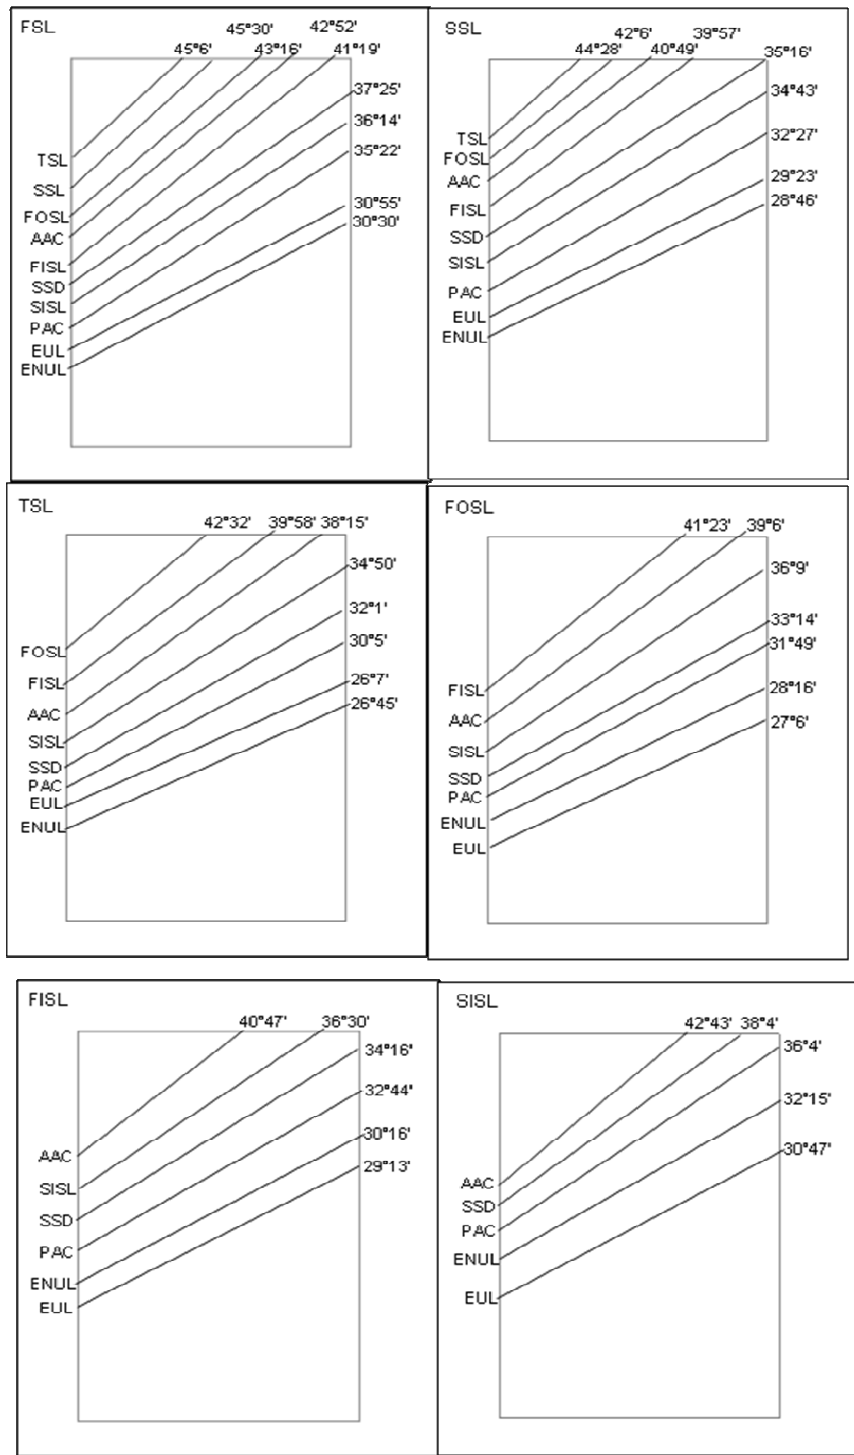 FSL
45°30' 42°52'
45°6' 43°16' 41°19'
37°25'
36°14'
35°22'
30°55'
30°30'
TSL
SSL
FOSL
AAC
FISL
SSD
SISL
PAC
EUL
ENUL
SSL
42°6' 39°57'
44°28' 40°49' 35°16'
34°43'
32°27'
29°23'
28°46'
TSL
FOSL
AAC
FISL
SSD
SISL
PAC
EUL
ENUL
TSL
42°32' 39°58' 38°15'
34°50'
32°1'
30°5'
26°7'
26°45'
FOSL
FISL
AAC
SISL
SSD
PAC
EUL
ENUL
FOSL
41°23' 39°6'
36°9'
33°14'
31°49'
28°16'
27°6'
FISL
AAC
SISL
SSD
PAC
ENUL
EUL
FISL
40°47' 36°30'
34°16'
32°44'
30°16'
29°13'
AAC
SISL
SSD
PAC
ENUL
EUL
SISL
42°43' 38°4'
36°4'
32°15'
30°47'
AAC
SSD
PAC
ENUL
EUL